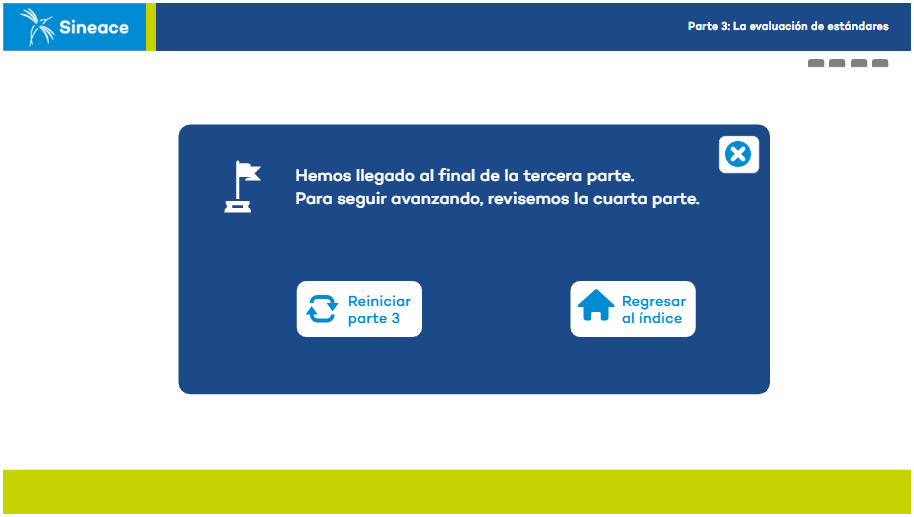 Sineace
Parte 3: La evaluación de estándares
Hemos llegado al final de la tercera parte.
Para seguir avanzando, revisemos la cuarta parte.
Reiniciar
parte 3
Regresar
al índice